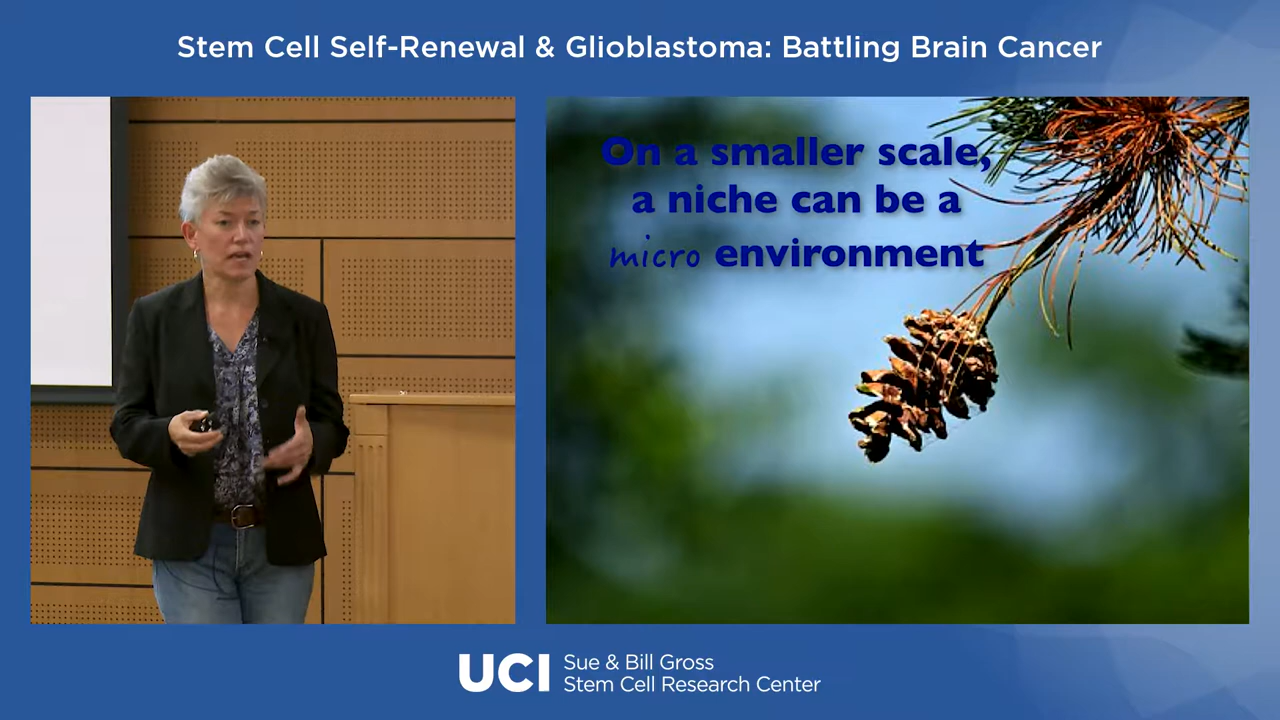 Stem Cell Self-Renewal & Glioblastoma: Battling Brain Cancer
On a smaller scale,
a niche can be a
micro environment
UCI Sue & Bill Gross
Stem Cell Research Center